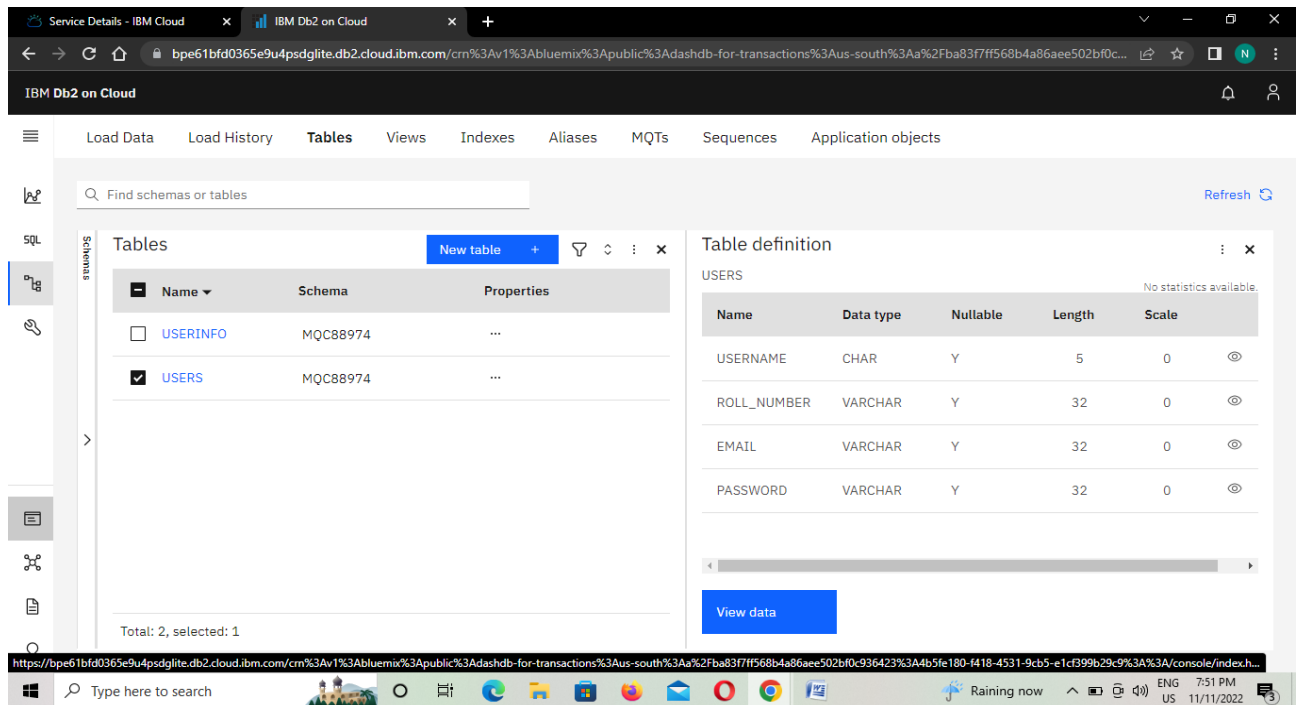 Service Details - IBM Cloud
IBM Db2 on Cloud
bpe61bfd0365e9u4psdglite.db2.cloud.ibm.com/crn%3Av1%3Abluemix%3Apublic%3Adashdb-for-transactions%3Aus-south%3Aa%2Fba83f7ff568b4a86aee502bf0c...
N
IBM Db2 on Cloud
Load Data Load History Tables Views Indexes Aliases MQTs Sequences Application objects
Find schemas or tables
Refresh
SQL
Schemas
Tables
New table +
Name Schema Properties
USERINFO MQC88974 ...
USERS MQC88974 ...
Total: 2, selected: 1
Table definition
USERS
No statistics available.
Name Data type Nullable Length Scale
USERNAME CHAR Y 5 0
ROLL_NUMBER VARCHAR Y 32 0
EMAIL VARCHAR Y 32 0
PASSWORD VARCHAR Y 32 0
View data
https://bpe61bfd0365e9u4psdglite.db2.cloud.ibm.com/crn%3Av1%3Abluemix%3Apublic%3Adashdb-for-transactions%3Aus-south%3Aa%2Fba83f7ff568b4a86aee502bf0c936423%3A4b5fe180-f418-4531-9cb5-e1cf399b29c9%3A%3A/console/index.h...
Type here to search
Raining now
ENG
US
7:51 PM
11/11/2022
3